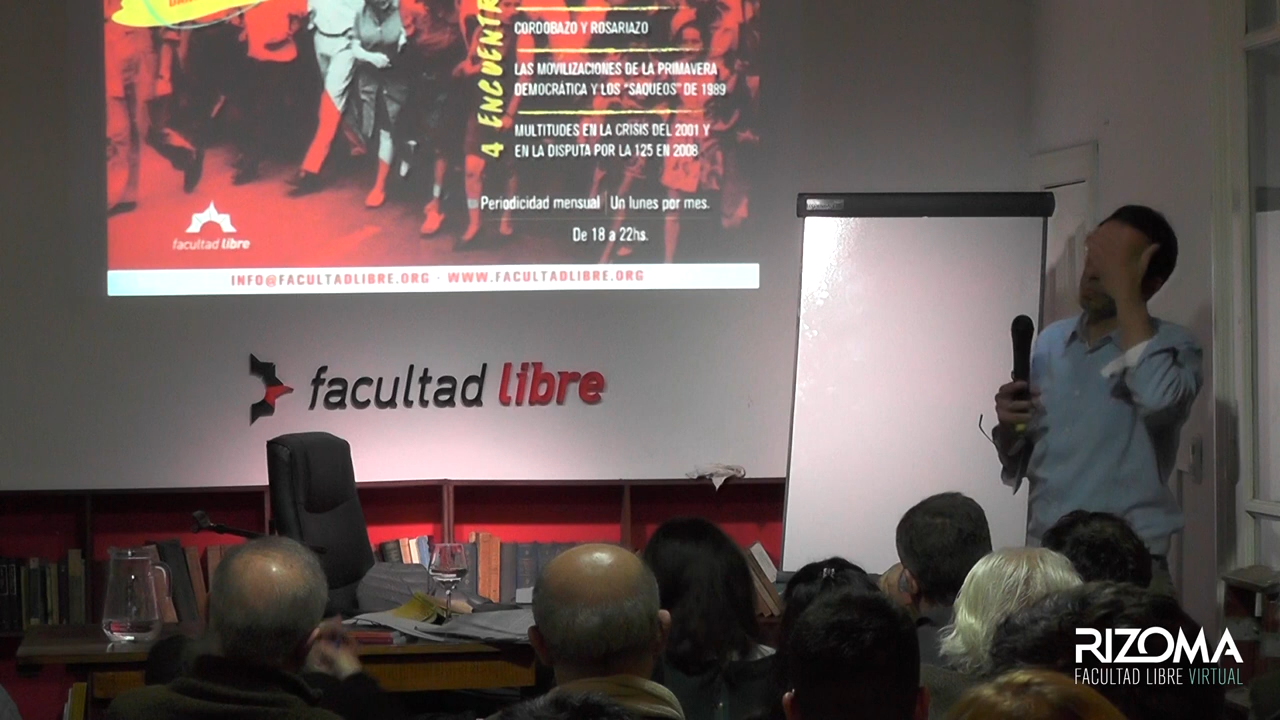 4 ENCUENTR
CORDOBAZO Y ROSARIAZO
LAS MOVILIZACIONES DE LA PRIMAVERA
DEMOCRÁTICA Y LOS "SAQUEOS" DE 1989
MULTITUDES EN LA CRISIS DEL 2001 Y
EN LA DISPUTA POR LA 125 EN 2008
Periodicidad mensual | Un lunes por mes.
De 18 a 22hs.
facultad libre
INFO@FACULTADLIBRE.ORG - WWW.FACULTADLIBRE.ORG
facultad libre
RIZOMA
FACULTAD LIBRE VIRTUAL